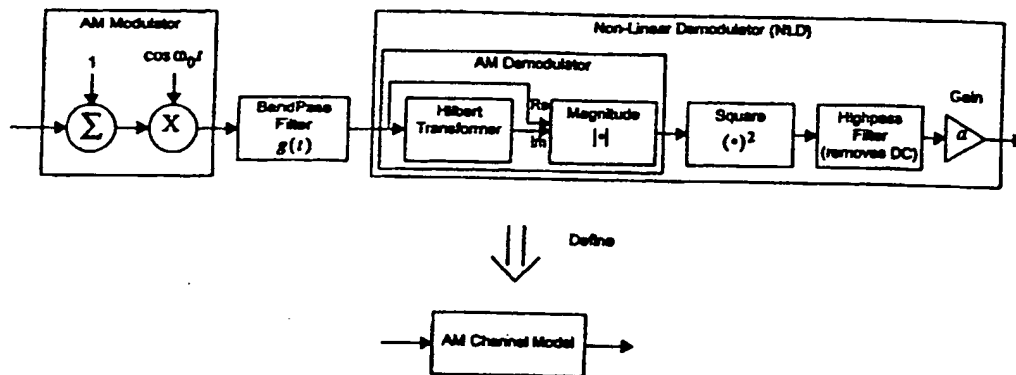 AM Modulator
1
cos ω₀t
Σ
X
BandPass
Filter
g(t)
Non-Linear Demodulator (NLD)
AM Demodulator
Hilbert
Transformer
Re
Im
Magnitude
|•|
Square
(•)²
Highpass
Filter
(removes DC)
Gain
a
Define
AM Channel Model